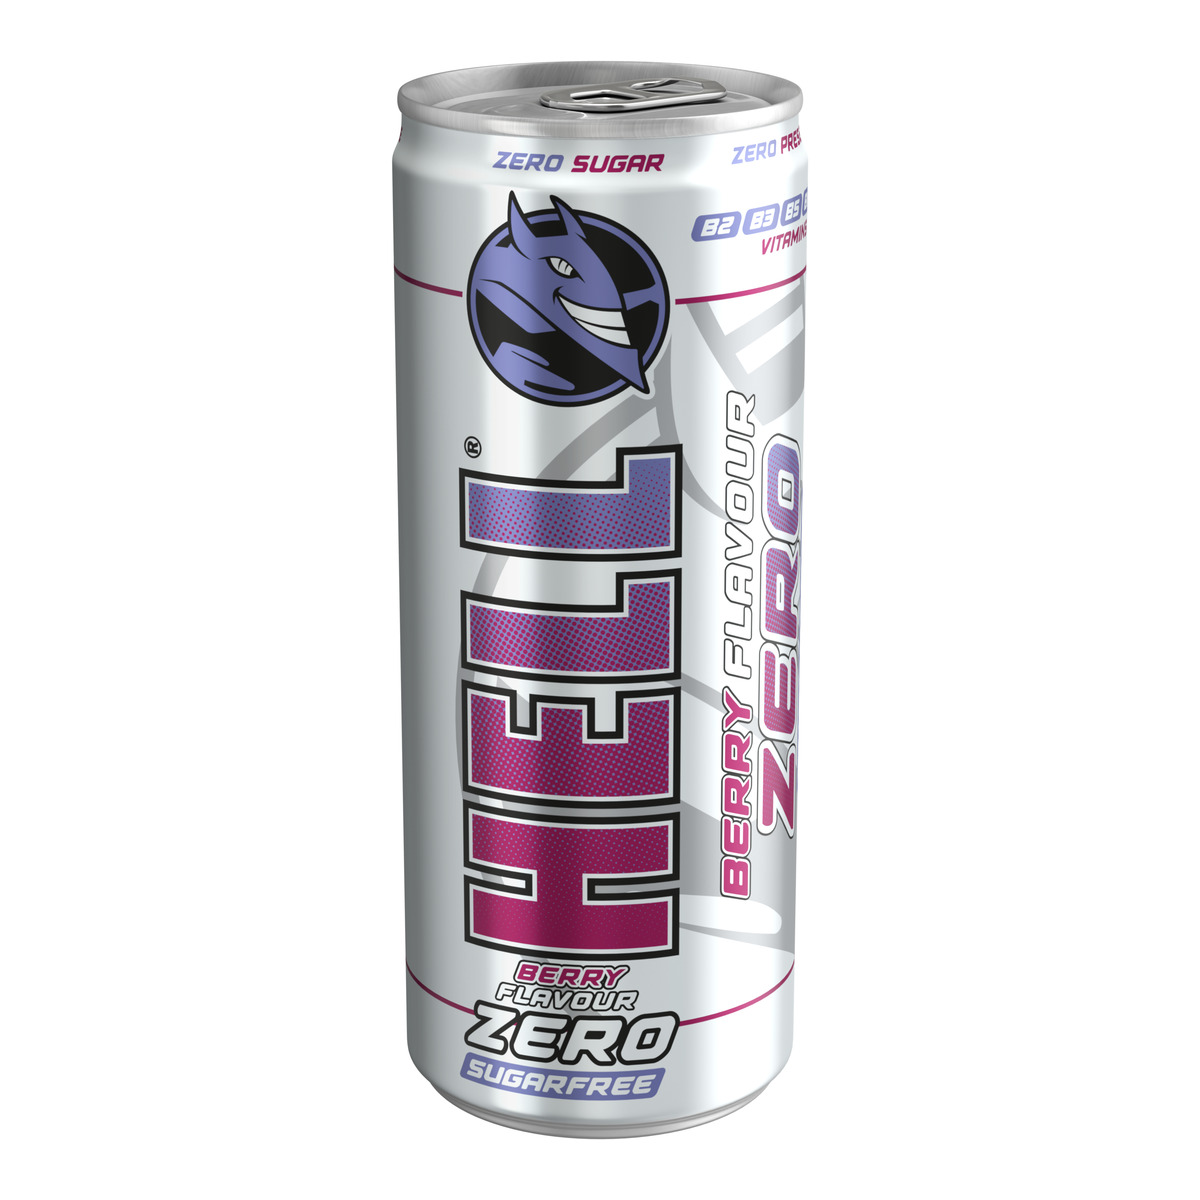 ZERO SUGAR
HELL®
BERRY
FLAVOUR
ZERO
SUGARFREE
ZERO
B2 B3 B5
BERRY FLAVOUR
ZERO